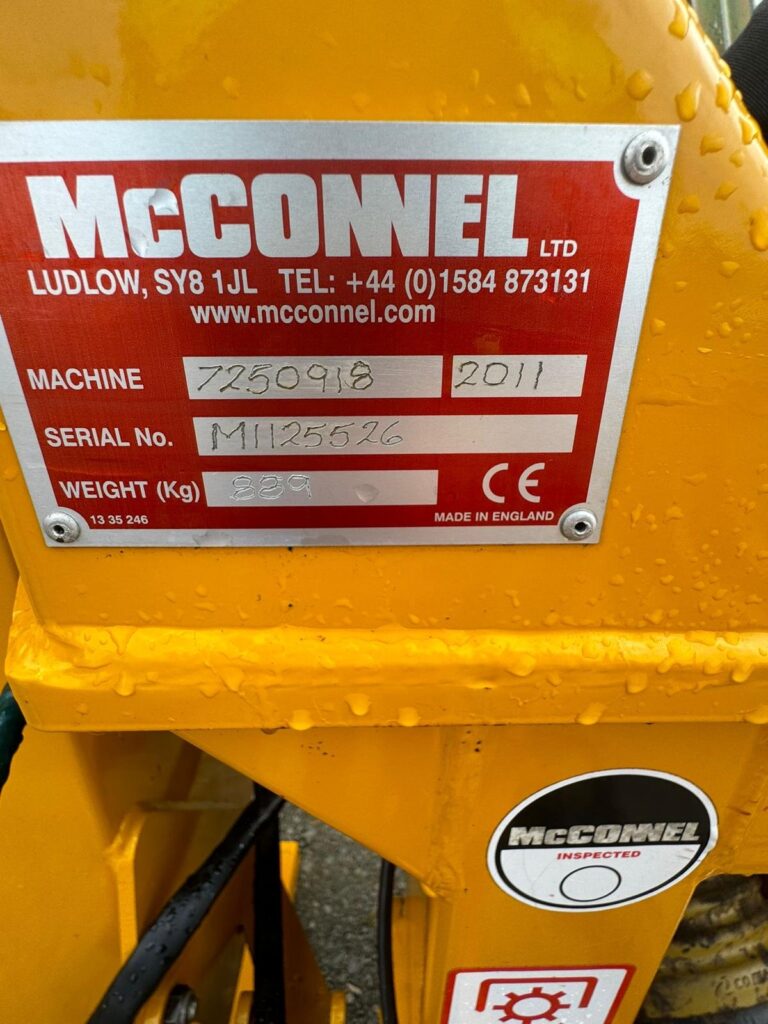 McCONNEL LTD
LUDLOW, SY8 1JL TEL: +44 (0)1584 873131
www.mcconnel.com
MACHINE 7250918 2011
SERIAL No. M1125526
WEIGHT (Kg) 889
13 35 246 MADE IN ENGLAND
CE
McCONNEL
INSPECTED